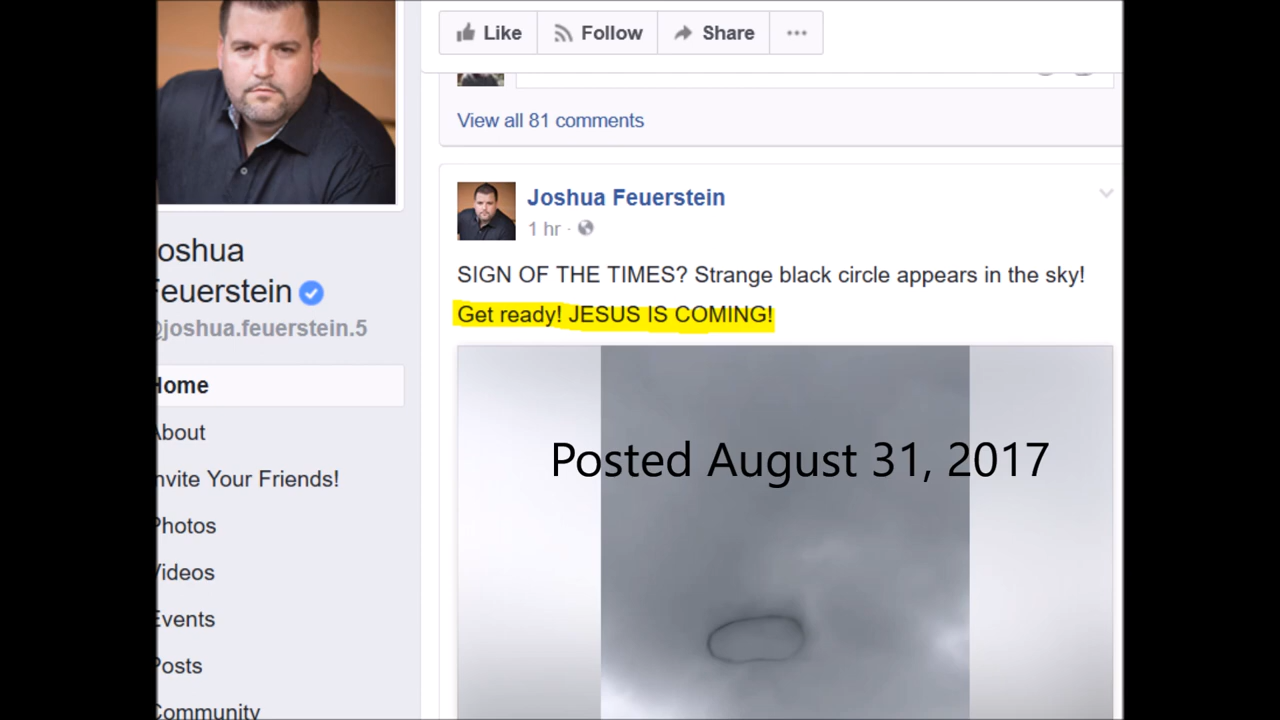 Like Follow Share
View all 81 comments
Joshua Feuerstein
1 hr ·
SIGN OF THE TIMES? Strange black circle appears in the sky!
Get ready! JESUS IS COMING!
Posted August 31, 2017
oshua
Feuerstein
@joshua.feuerstein.5
Home
About
nvite Your Friends!
Photos
Videos
Events
Posts
Community